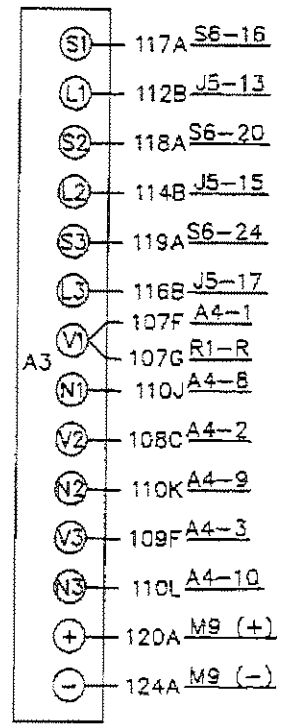 S1 117A S6-16
L1 112B J5-13
S2 118A S6-20
L2 114B J5-15
S3 119A S6-24
L3 116B J5-17
107F A4-1
V1
107G R1-R
A3
N1 110J A4-8
V2 108C A4-2
N2 110K A4-9
V3 109F A4-3
N3 110L A4-10
+ 120A M9 (+)
- 124A M9 (-)